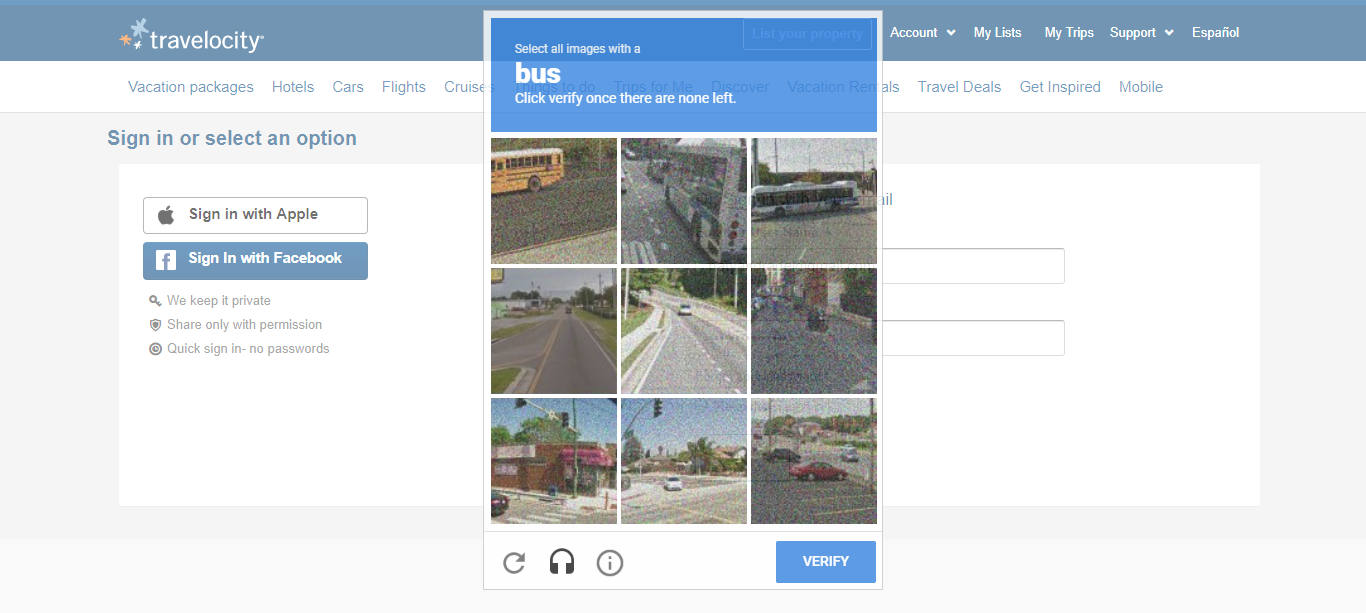 travelocity
List your property
Account
My Lists
My Trips
Support
Español
Vacation packages
Hotels
Cars
Flights
Cruises
Things to do
Trips for Me
Discover
Vacation Rentals
Travel Deals
Get Inspired
Mobile
Sign in or select an option
Sign in with Apple
Sign In with Facebook
We keep it private
Share only with permission
Quick sign in- no passwords
Select all images with a
bus
Click verify once there are none left.
VERIFY